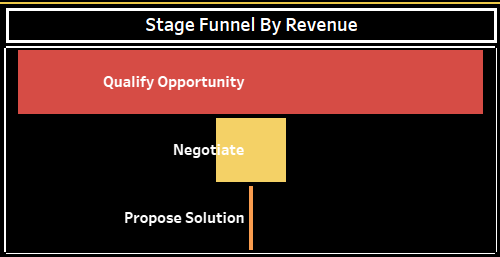 Stage Funnel By Revenue
Qualify Opportunity
Negotiate
Propose Solution